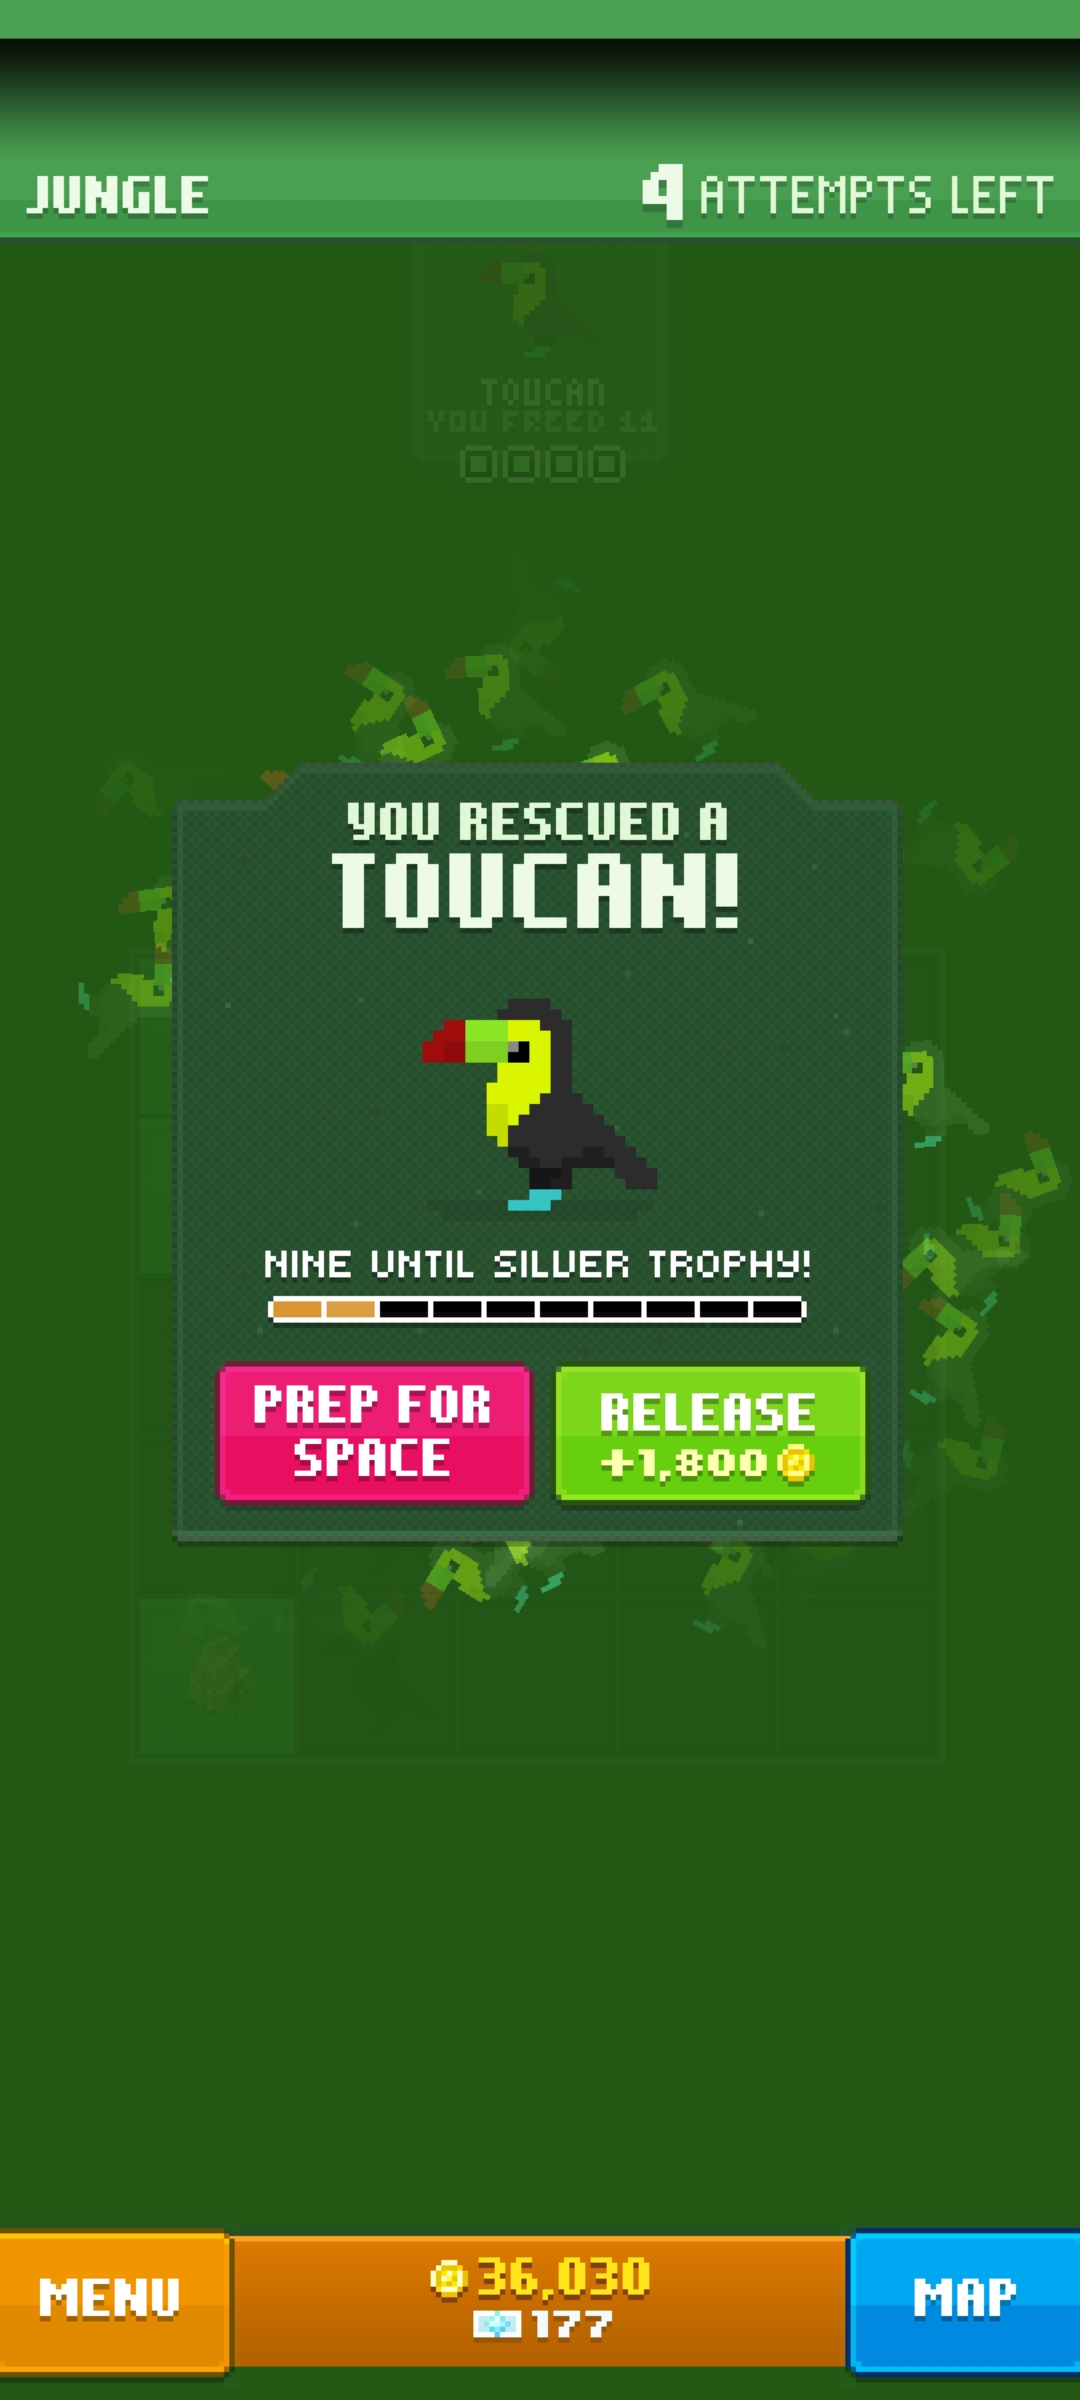 JUNGLE
4 ATTEMPTS LEFT
TOUCAN
YOU FREED 11
YOU RESCUED A
TOUCAN!
NINE UNTIL SILVER TROPHY!
PREP FOR
SPACE
RELEASE
+1,800
MENU
36,030
177
MAP